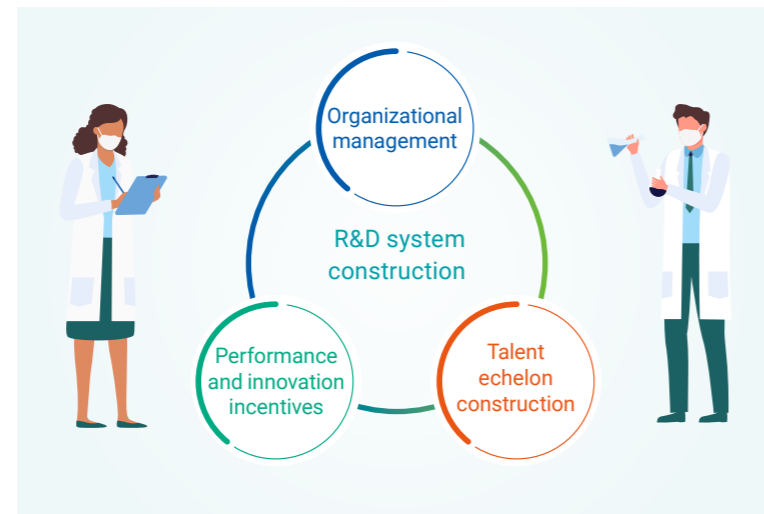 Organizational
management
R&D system
construction
Performance
and innovation
incentives
Talent
echelon
construction